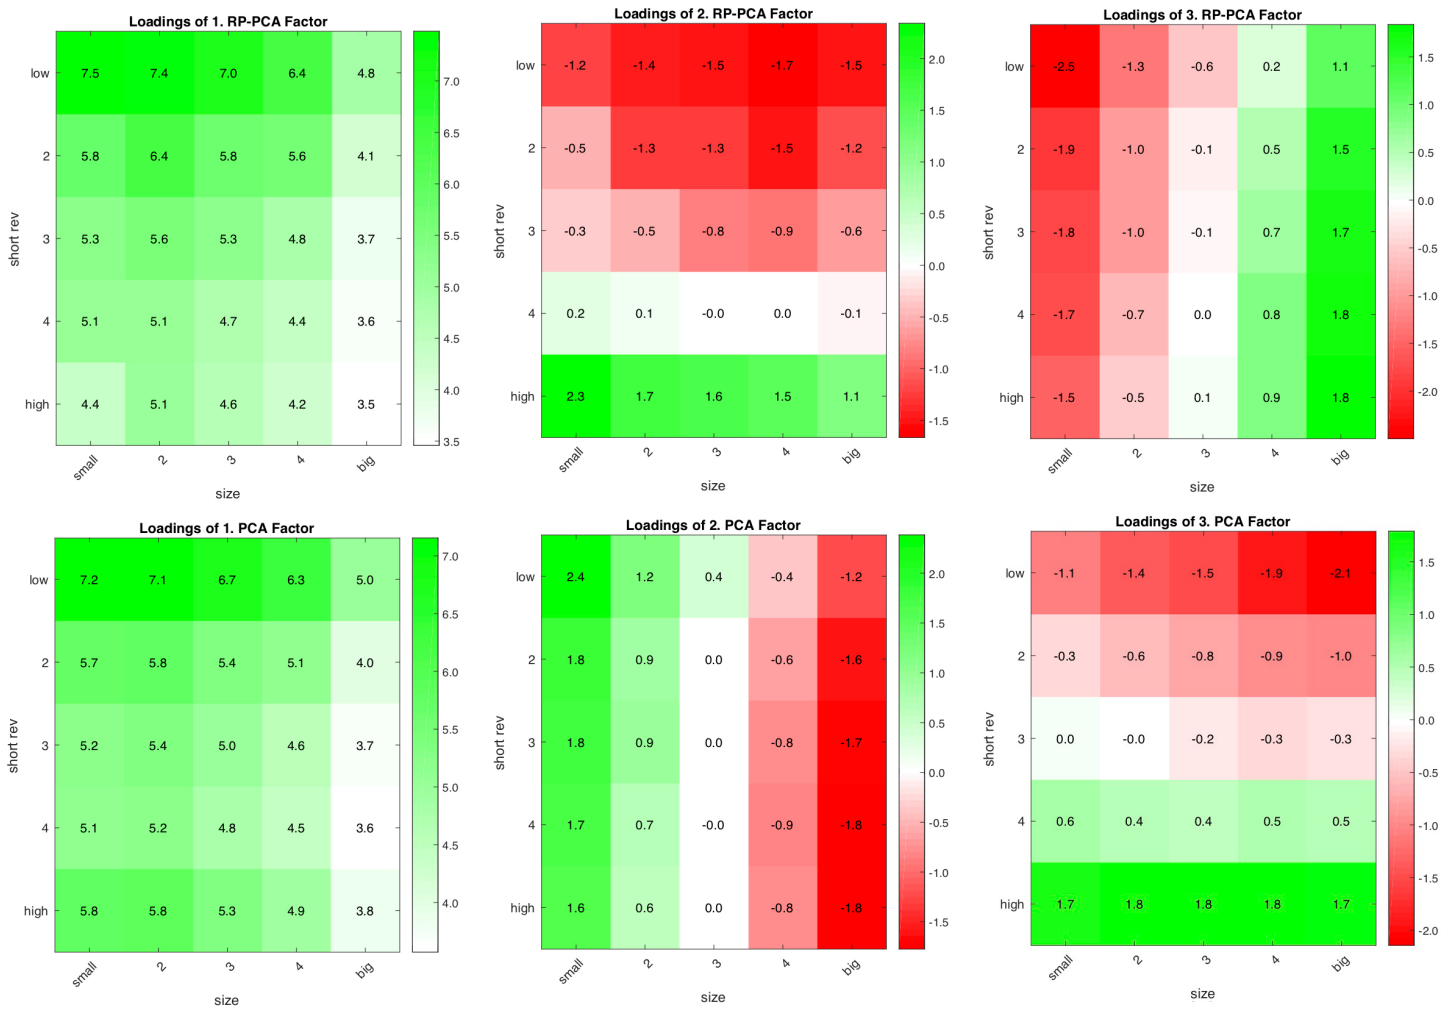 Loadings of 1. RP-PCA Factor
low 7.5 7.4 7.0 6.4 4.8
2 5.8 6.4 5.8 5.6 4.1
3 5.3 5.6 5.3 4.8 3.7
4 5.1 5.1 4.7 4.4 3.6
high 4.4 5.1 4.6 4.2 3.5
small 2 3 4 big
size
short rev
7.0
6.5
6.0
5.5
5.0
4.5
4.0
3.5
Loadings of 2. RP-PCA Factor
low -1.2 -1.4 -1.5 -1.7 -1.5
2 -0.5 -1.3 -1.3 -1.5 -1.2
3 -0.3 -0.5 -0.8 -0.9 -0.6
4 0.2 0.1 -0.0 0.0 -0.1
high 2.3 1.7 1.6 1.5 1.1
small 2 3 4 big
size
short rev
2.0
1.5
1.0
0.5
0.0
-0.5
-1.0
-1.5
Loadings of 3. RP-PCA Factor
low -2.5 -1.3 -0.6 0.2 1.1
2 -1.9 -1.0 -0.1 0.5 1.5
3 -1.8 -1.0 -0.1 0.7 1.7
4 -1.7 -0.7 0.0 0.8 1.8
high -1.5 -0.5 0.1 0.9 1.8
small 2 3 4 big
size
short rev
1.5
1.0
0.5
0.0
-0.5
-1.0
-1.5
-2.0
Loadings of 1. PCA Factor
low 7.2 7.1 6.7 6.3 5.0
2 5.7 5.8 5.4 5.1 4.0
3 5.2 5.4 5.0 4.6 3.7
4 5.1 5.2 4.8 4.5 3.6
high 5.8 5.8 5.3 4.9 3.8
small 2 3 4 big
size
short rev
7.0
6.5
6.0
5.5
5.0
4.5
4.0
Loadings of 2. PCA Factor
low 2.4 1.2 0.4 -0.4 -1.2
2 1.8 0.9 0.0 -0.6 -1.6
3 1.8 0.9 0.0 -0.8 -1.7
4 1.7 0.7 -0.0 -0.9 -1.8
high 1.6 0.6 0.0 -0.8 -1.8
small 2 3 4 big
size
short rev
2.0
1.5
1.0
0.5
0.0
-0.5
-1.0
-1.5
Loadings of 3. PCA Factor
low -1.1 -1.4 -1.5 -1.9 -2.1
2 -0.3 -0.6 -0.8 -0.9 -1.0
3 0.0 -0.0 -0.2 -0.3 -0.3
4 0.6 0.4 0.4 0.5 0.5
high 1.7 1.8 1.8 1.8 1.7
small 2 3 4 big
size
short rev
1.5
1.0
0.5
0.0
-0.5
-1.0
-1.5
-2.0